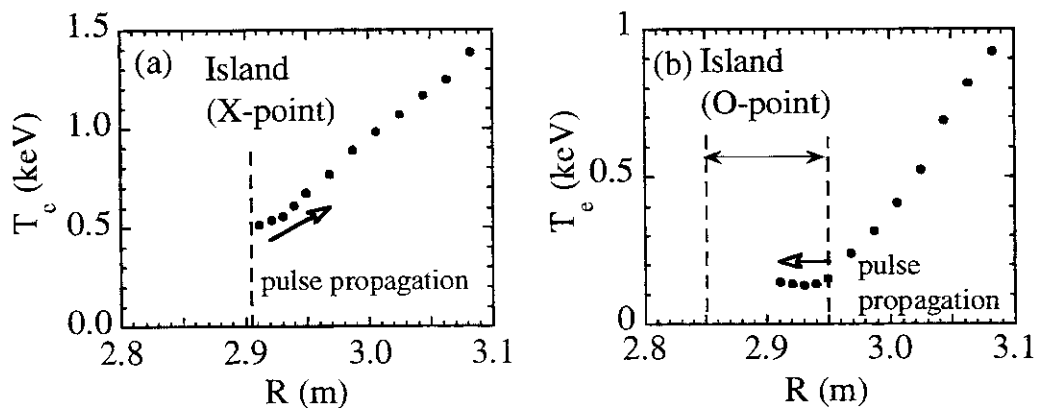 (a)
Island
(X-point)
pulse propagation
T_c (keV)
1.5
1.0
0.5
0.0
2.8
2.9
3.0
3.1
R (m)
(b)
Island
(O-point)
pulse
propagation
T_e (keV)
1
0.5
0
2.8
2.9
3.0
3.1
R (m)